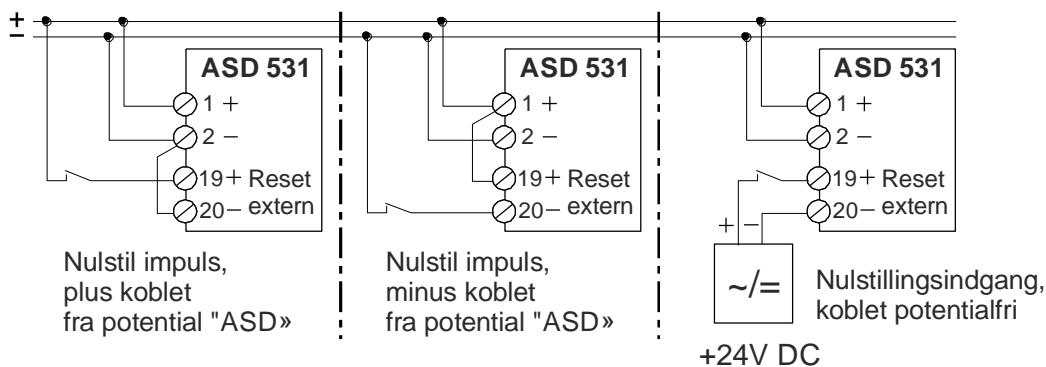 ±
ASD 531
1 +
2 –
19+ Reset
20– extern
Nulstil impuls,
plus koblet
fra potential "ASD»
ASD 531
1 +
2 –
19+ Reset
20– extern
Nulstil impuls,
minus koblet
fra potential "ASD»
ASD 531
1 +
2 –
19+ Reset
20– extern
+ –
~/=
Nulstillingsindgang,
koblet potentialfri
+24V DC